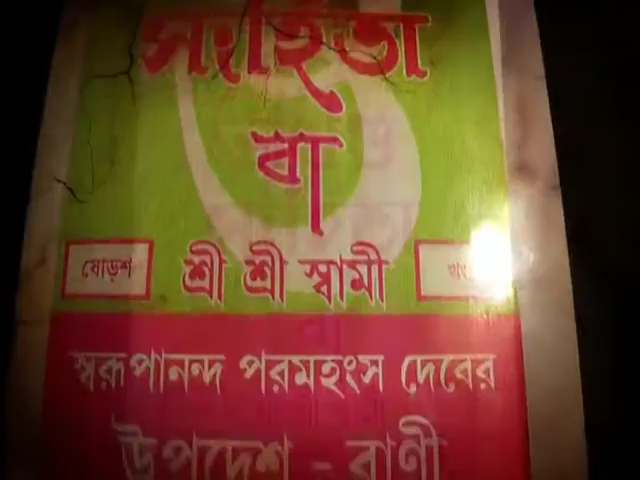 সংহিতা
বা
ষোড়শ শ্রী শ্রী স্বামী
স্বরূপানন্দ পরমহংস দেবের
উপদেশ - বাণী